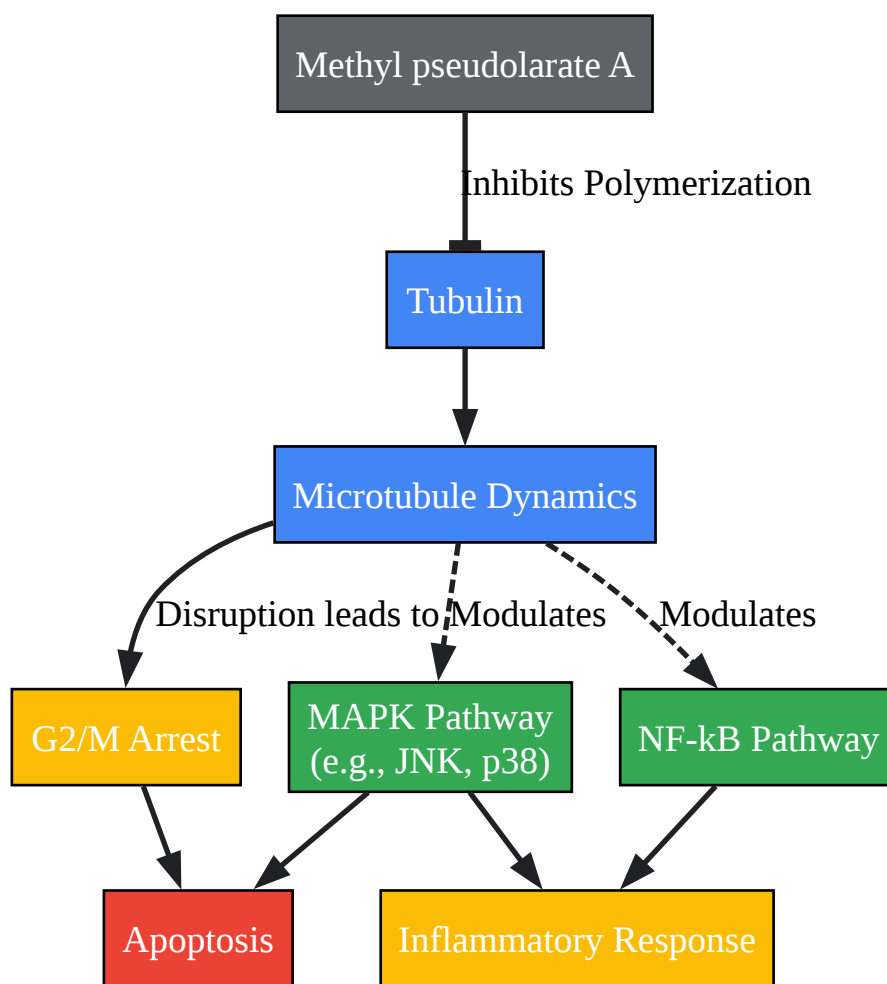 Methyl pseudolarate A
Inhibits Polymerization
Tubulin
Microtubule Dynamics
Disruption leads to
Modulates
Modulates
G2/M Arrest
MAPK Pathway
(e.g., JNK, p38)
NF-kB Pathway
Apoptosis
Inflammatory Response